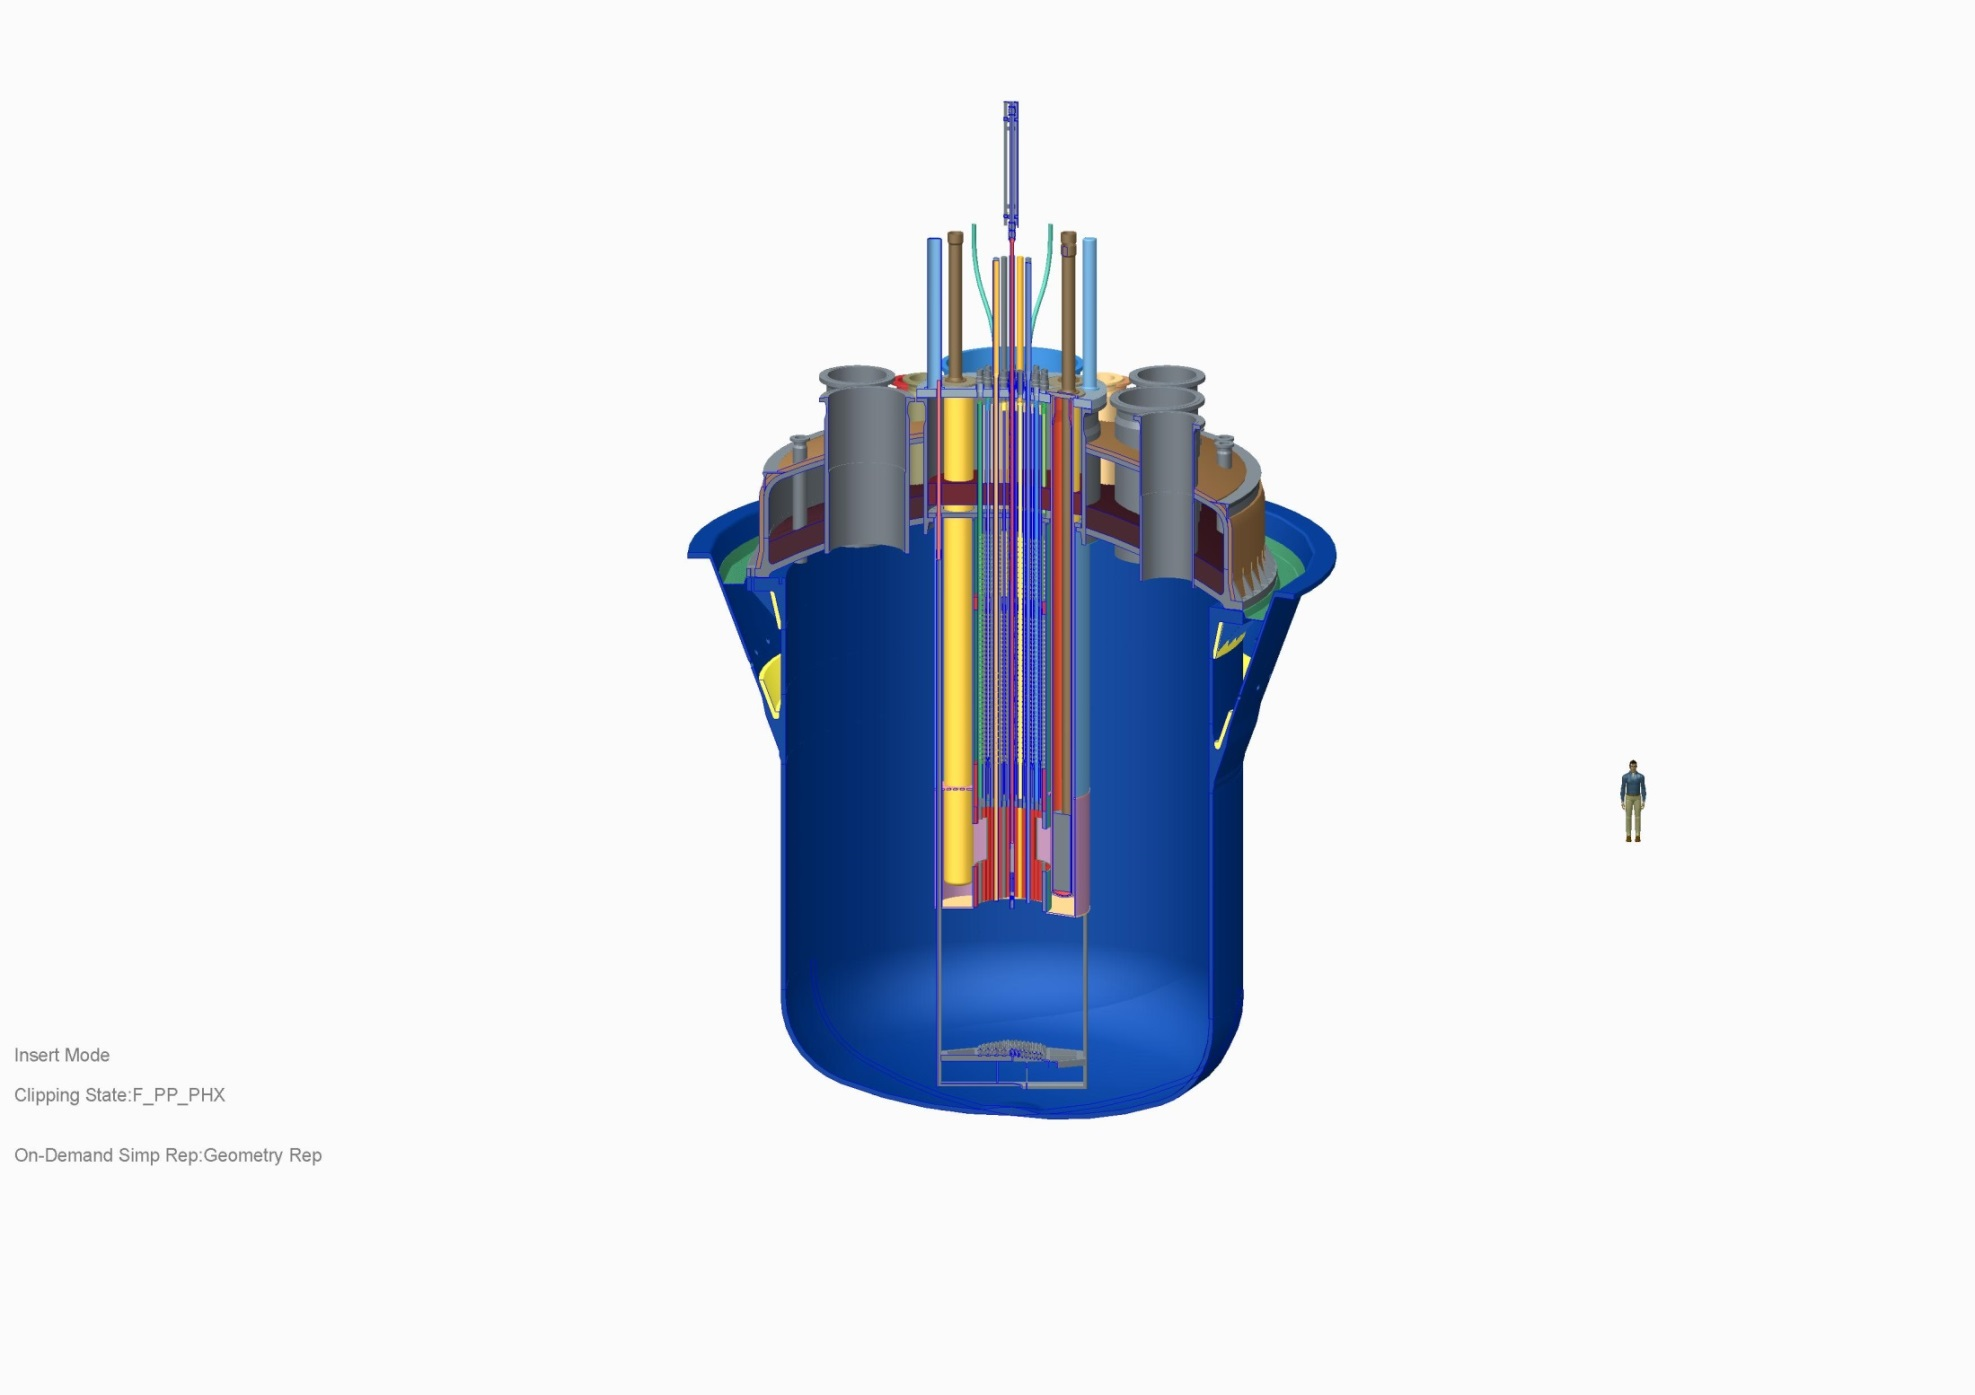 Insert Mode
Clipping State:F_PP_PHX
On-Demand Simp Rep:Geometry Rep